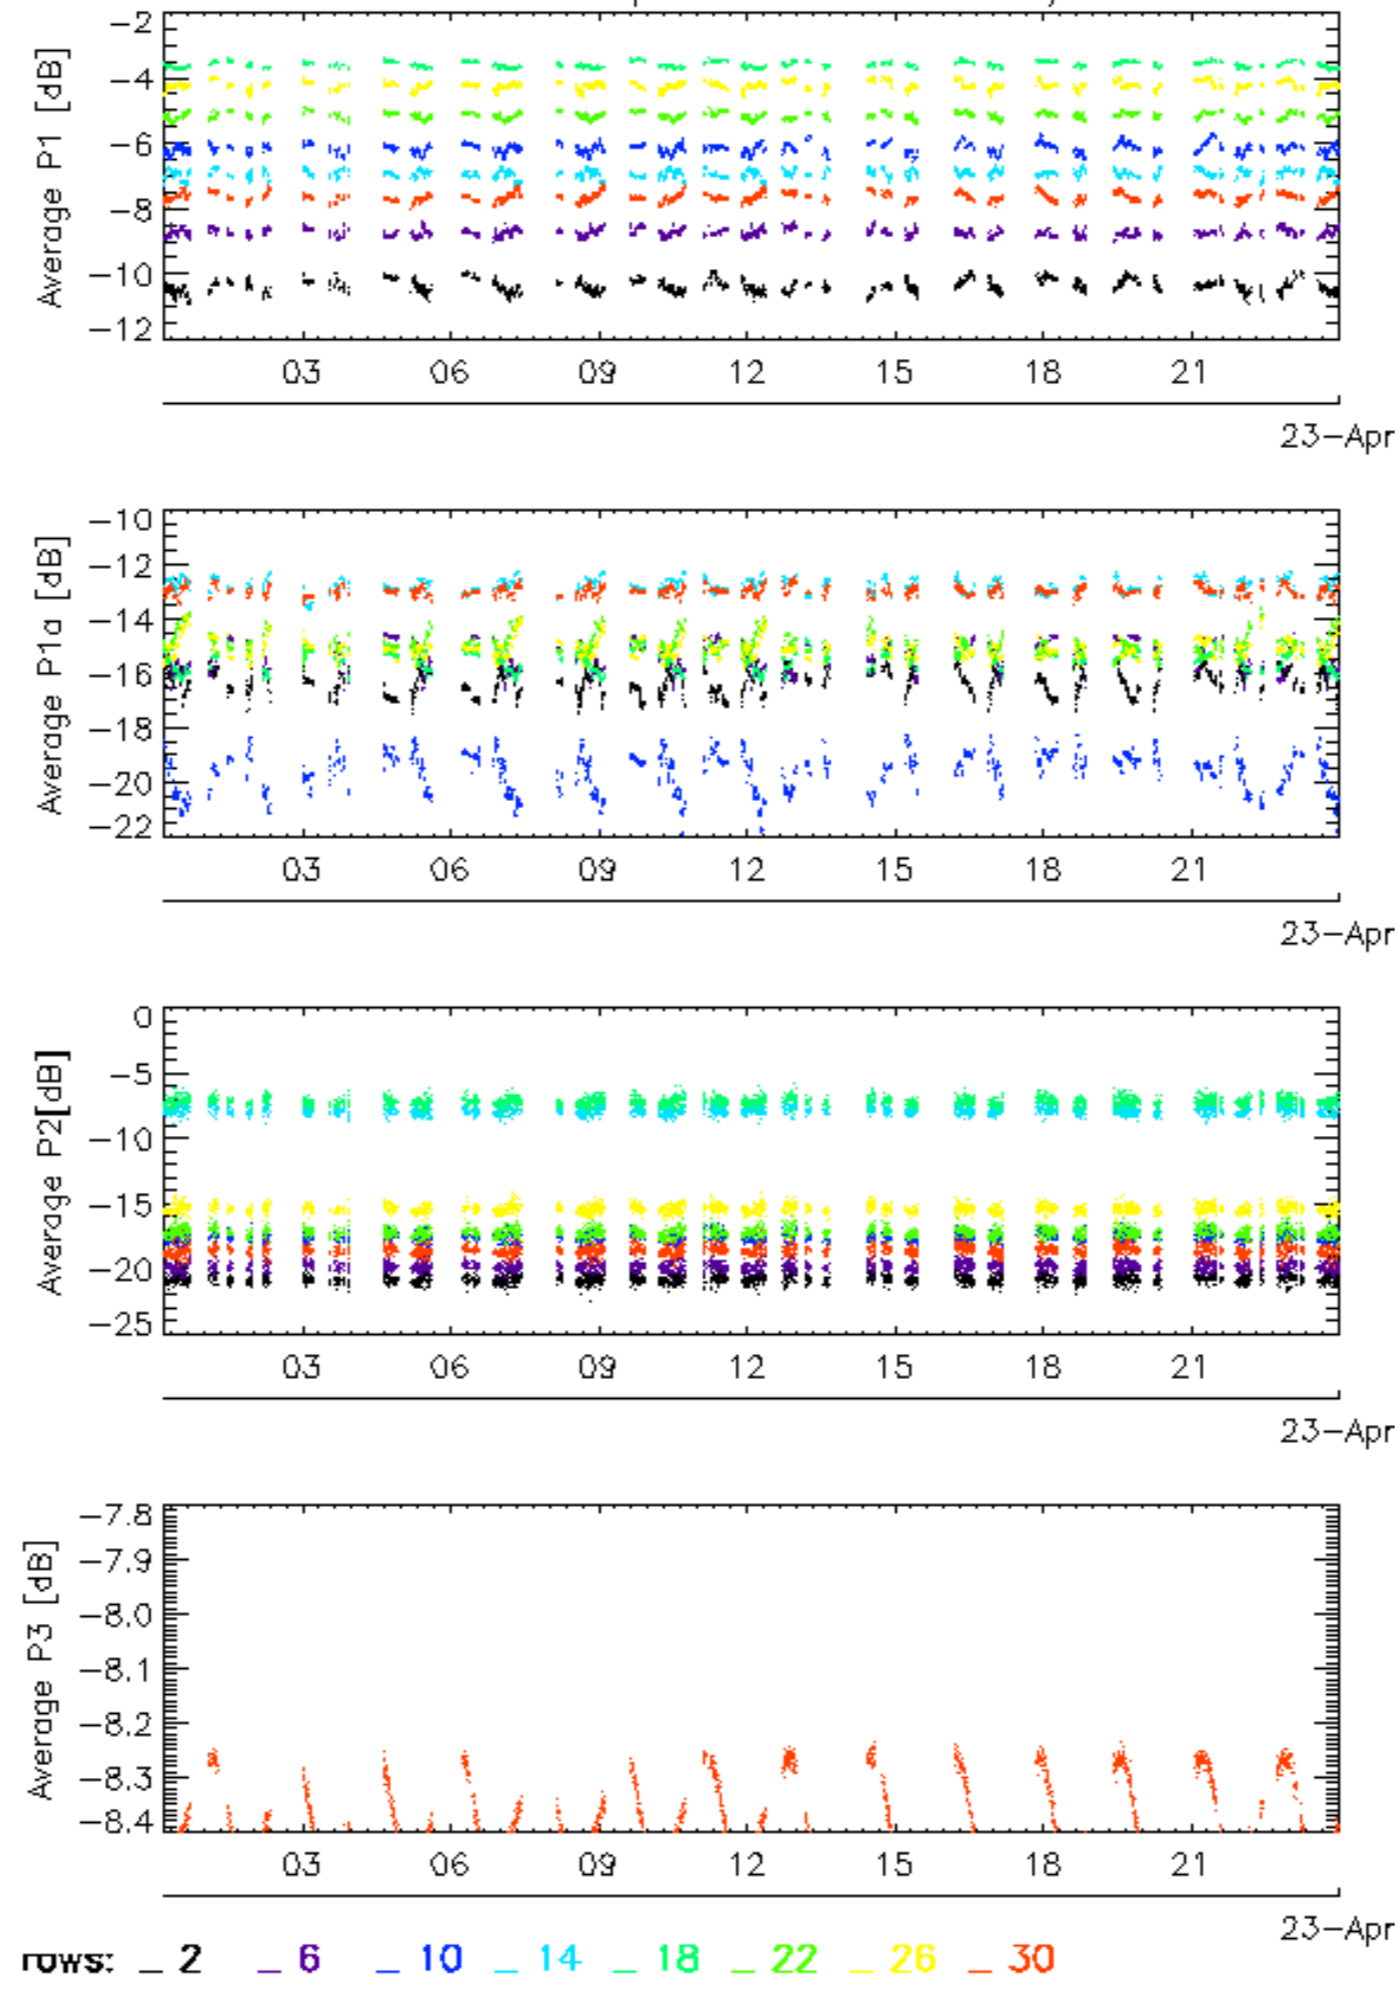 Average P1 [dB]
-2
-4
-6
-8
-10
-12
03 06 09 12 15 18 21
23-Apr
Average P1a [dB]
-10
-12
-14
-16
-18
-20
-22
03 06 09 12 15 18 21
23-Apr
Average P2[dB]
0
-5
-10
-15
-20
-25
03 06 09 12 15 18 21
23-Apr
Average P3 [dB]
-7.8
-7.9
-8.0
-8.1
-8.2
-8.3
-8.4
03 06 09 12 15 18 21
23-Apr
rows: _ 2 _ 6 _ 10 _ 14 _ 18 _ 22 _ 26 _ 30